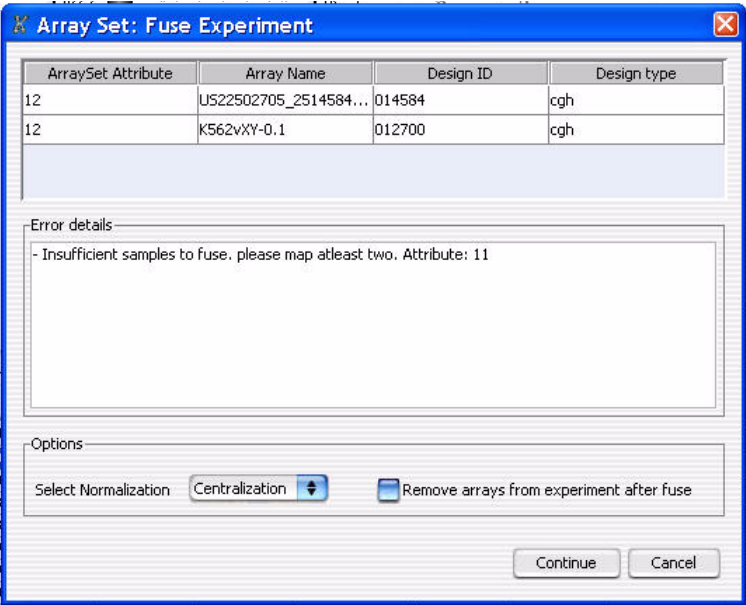 Array Set: Fuse Experiment
ArraySet Attribute Array Name Design ID Design type
12 US22502705_2514584... 014584 cgh
12 K562vXY-0.1 012700 cgh
Error details
- Insufficient samples to fuse. please map atleast two. Attribute: 11
Options
Select Normalization Centralization Remove arrays from experiment after fuse
Continue Cancel